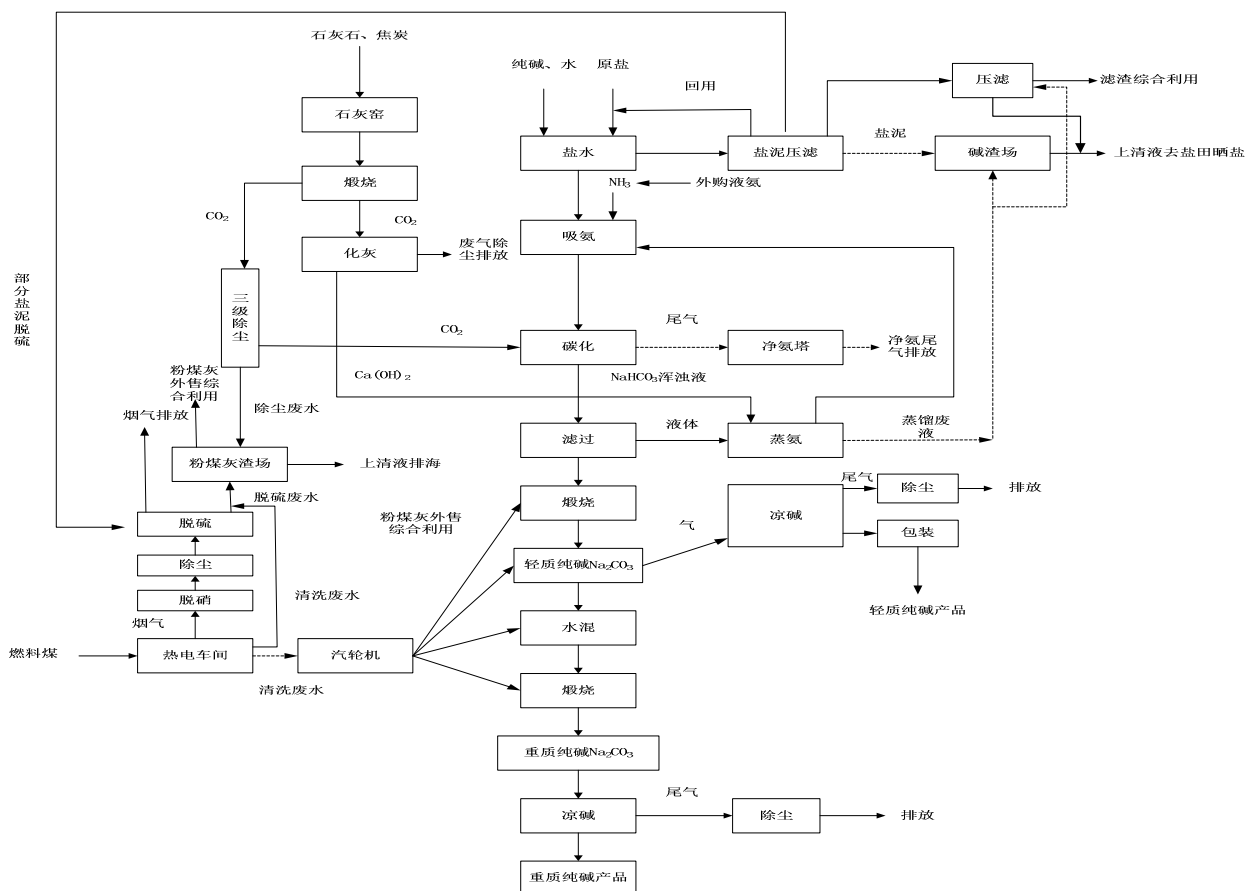 石灰石、焦炭
纯碱、水
原盐
回用
压滤
滤渣综合利用
石灰窑
盐水
盐泥压滤
盐泥
碱渣场
上清液去盐田晒盐
煅烧
NH₃
外购液氨
CO₂
CO₂
吸氨
化灰
废气除
尘排放
部分盐泥脱硫
三级除尘
CO₂
碳化
尾气
净氨塔
净氨尾
气排放
Ca(OH)₂
NaHCO₃浑浊液
粉煤灰
外售综
合利用
除尘废水
烟气排放
滤过
液体
蒸氨
蒸馏废
液
粉煤灰渣场
上清液排海
脱硫废水
煅烧
凉碱
尾气
除尘
排放
脱硫
粉煤灰外售
综合利用
气
包装
除尘
轻质纯碱Na₂CO₃
脱硝
清洗废水
轻质纯碱产品
烟气
水混
燃料煤
热电车间
汽轮机
清洗废水
煅烧
重质纯碱Na₂CO₃
尾气
凉碱
除尘
排放
重质纯碱产品